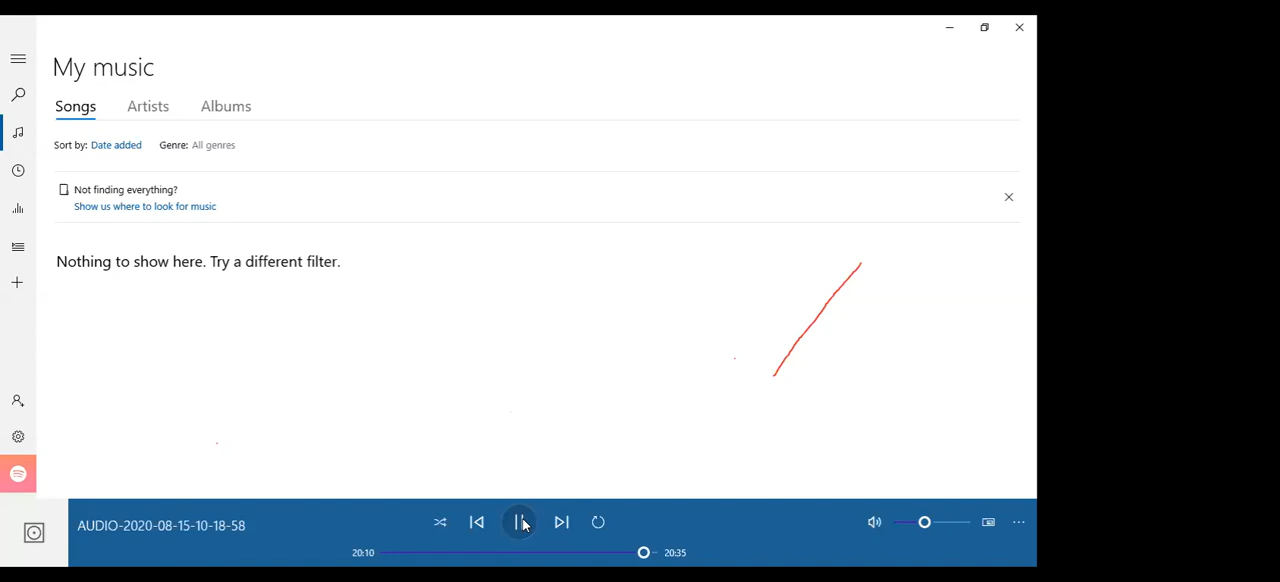 My music
Songs Artists Albums
Sort by: Date added Genre: All genres
Not finding everything?
Show us where to look for music
Nothing to show here. Try a different filter.
AUDIO-2020-08-15-10-18-58
20:10 20:35